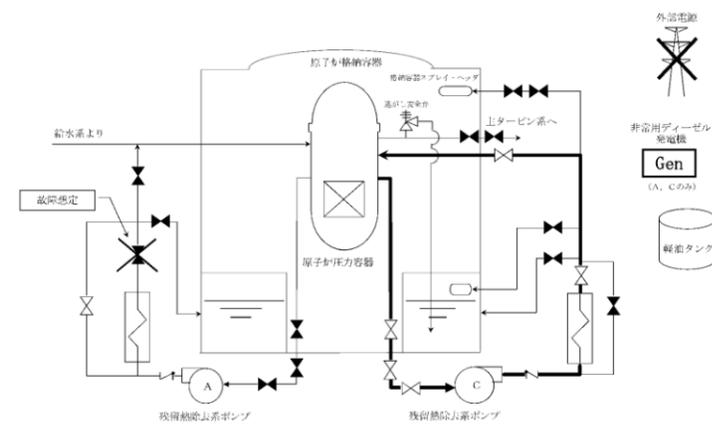 外部電源
原子炉格納容器
格納容器スプレイ・ヘッダ
逃がし安全弁
主タービン系へ
給水系より
非常用ディーゼル
発電機
Gen
(A，Cのみ)
故障想定
軽油タンク
原子炉圧力容器
A
C
残留熱除去系ポンプ
残留熱除去系ポンプ